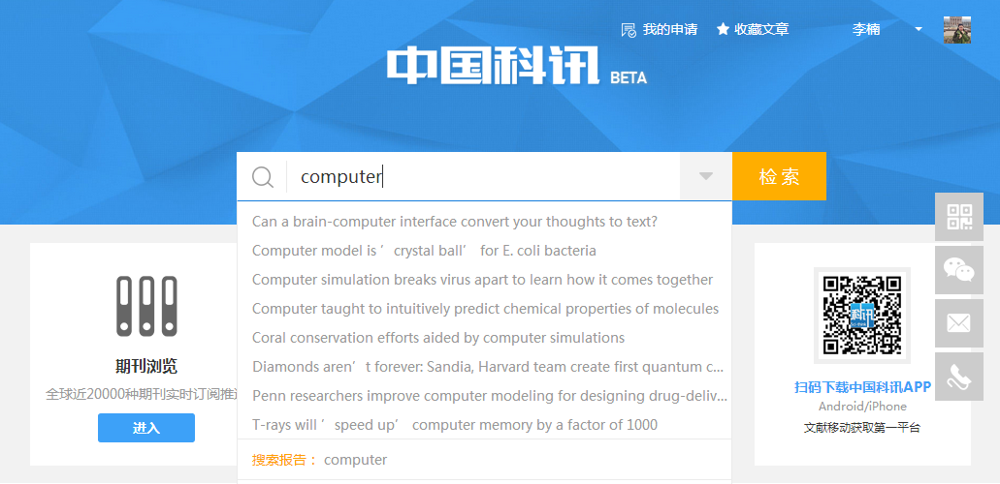 我的申请 收藏文章 李楠
中国科讯 BETA
computer 检索
Can a brain-computer interface convert your thoughts to text?
Computer model is ′crystal ball′ for E. coli bacteria
Computer simulation breaks virus apart to learn how it comes together
Computer taught to intuitively predict chemical properties of molecules
Coral conservation efforts aided by computer simulations
Diamonds aren′t forever: Sandia, Harvard team create first quantum c...
Penn researchers improve computer modeling for designing drug-deliv...
T-rays will ′speed up′ computer memory by a factor of 1000
搜索报告： computer
期刊浏览
全球近20000种期刊实时订阅推
进入
科讯
扫码下载中国科讯APP
Android/iPhone
文献移动获取第一平台